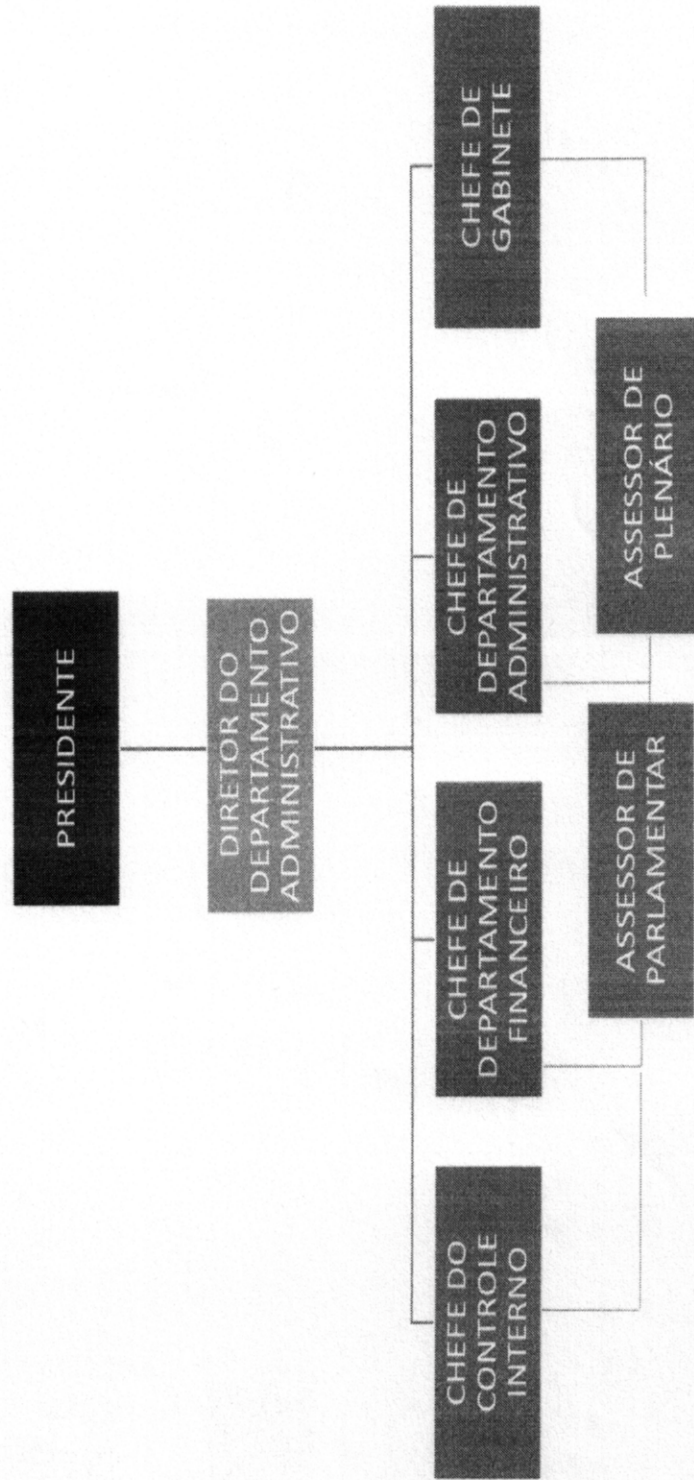 PRESIDENTE
DIRETOR DO
DEPARTAMENTO
ADMINISTRATIVO
CHEFE DO
CONTROLE
INTERNO
CHEFE DE
DEPARTAMENTO
FINANCEIRO
CHEFE DE
DEPARTAMENTO
ADMINISTRATIVO
CHEFE DE
GABINETE
ASSESSOR DE
PARLAMENTAR
ASSESSOR DE
PLENÁRIO